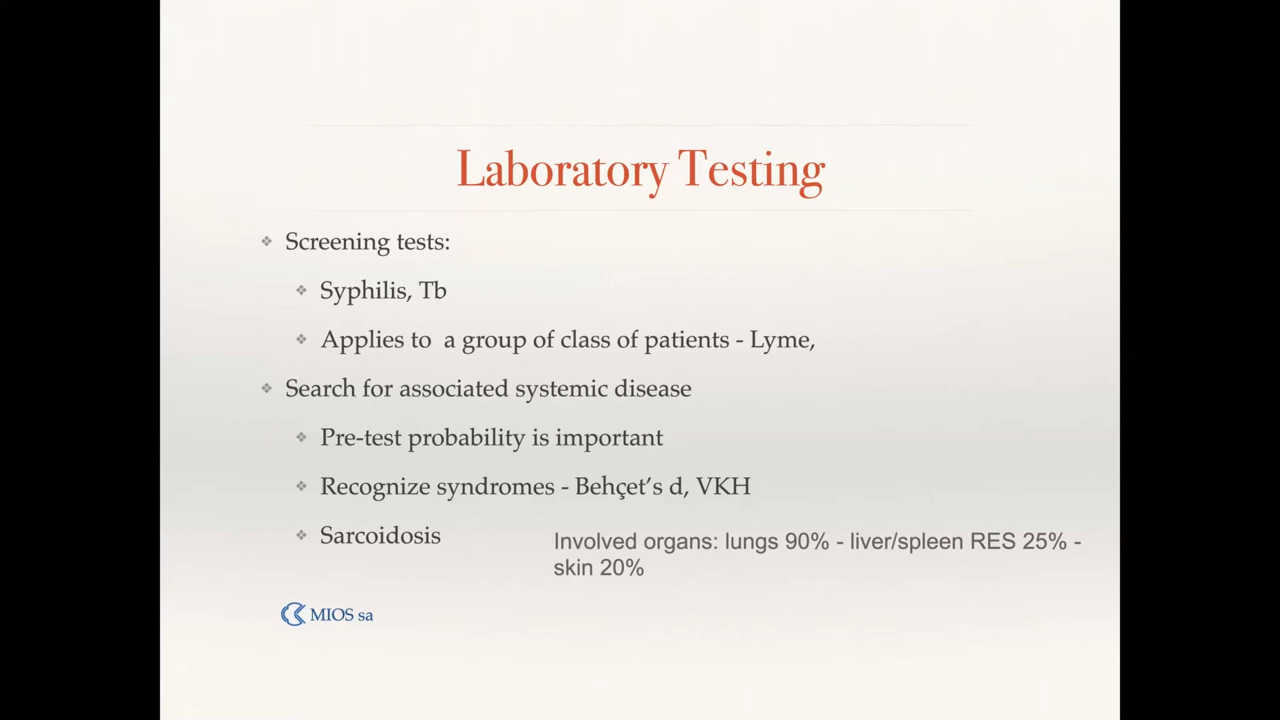 Laboratory Testing
Screening tests:
Syphilis, Tb
Applies to  a group of class of patients - Lyme,
Search for associated systemic disease
Pre-test probability is important
Recognize syndromes - Behçet’s d, VKH
Sarcoidosis
Involved organs: lungs 90% - liver/spleen RES 25% -
skin 20%
MIOS sa